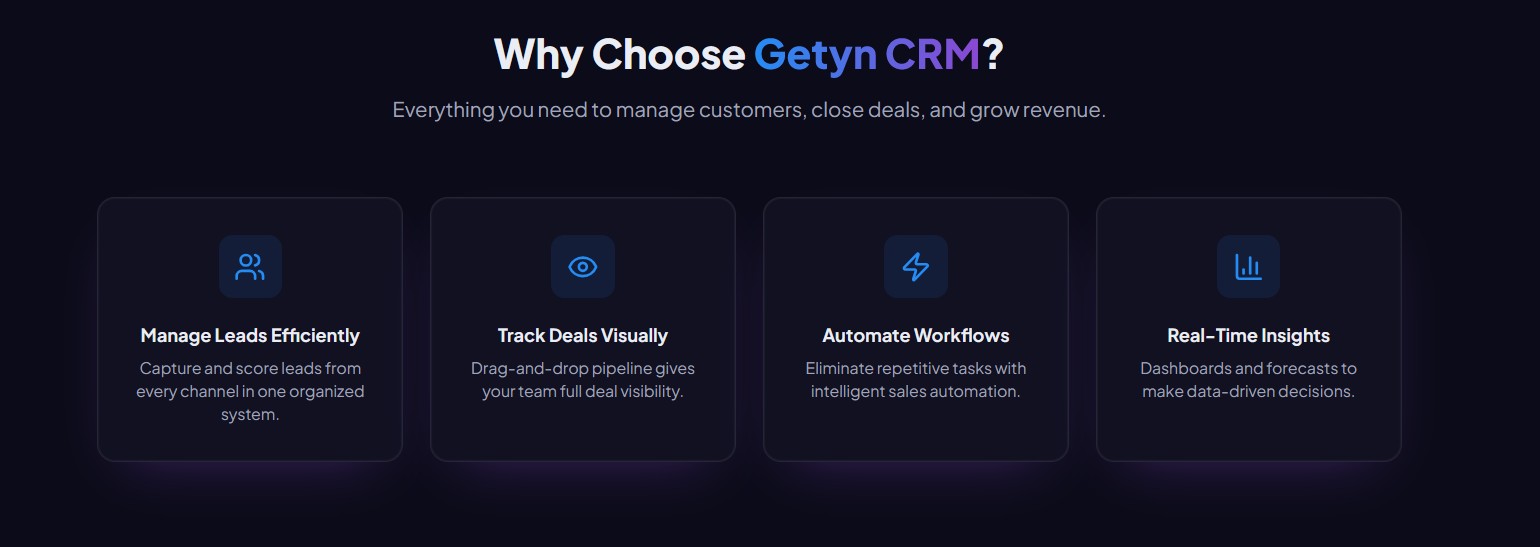 Why Choose Getyn CRM?
Everything you need to manage customers, close deals, and grow revenue.
Manage Leads Efficiently
Capture and score leads from
every channel in one organized
system.
Track Deals Visually
Drag-and-drop pipeline gives
your team full deal visibility.
Automate Workflows
Eliminate repetitive tasks with
intelligent sales automation.
Real-Time Insights
Dashboards and forecasts to
make data-driven decisions.